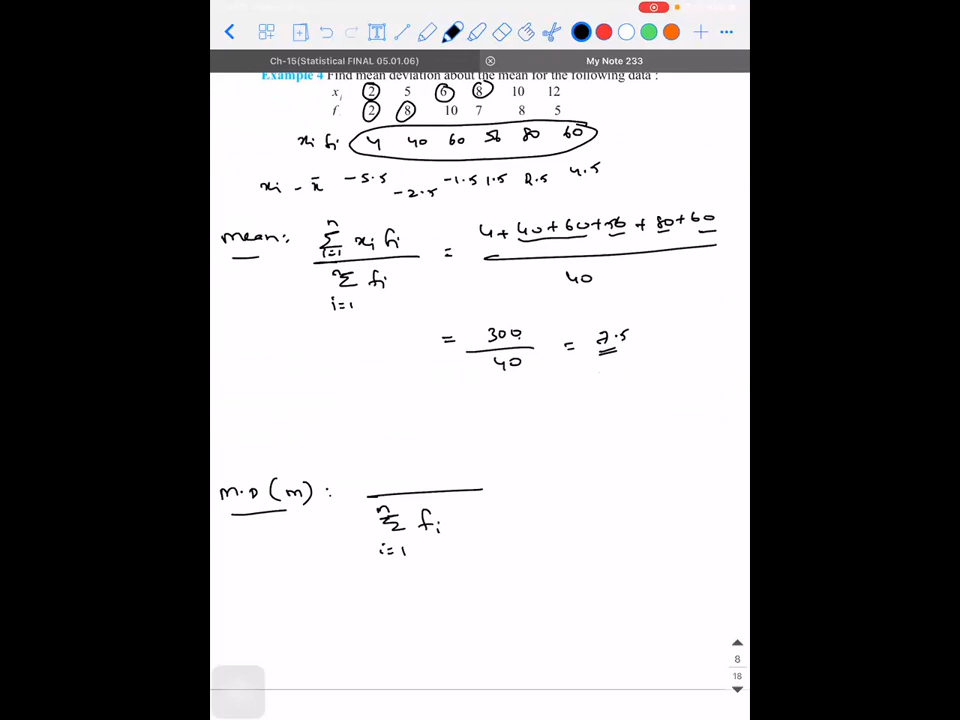 Ch-15(Statistical FINAL 05.01.06) My Note 233
Example 4 Find mean deviation about the mean for the following data :
xi 2 5 6 8 10 12
f 2 8 10 7 8 5
xi fi 4 40 60 56 80 60
xi - x̄ -5.5 -2.5 -1.5 1.5 2.5 4.5
mean: n Σ i=1 xi fi / n Σ i=1 fi = 4+ 40+60+56 + 80+60 / 40
= 300 / 40 = 7.5
M.D (m) : n Σ i=1 fi
8
18